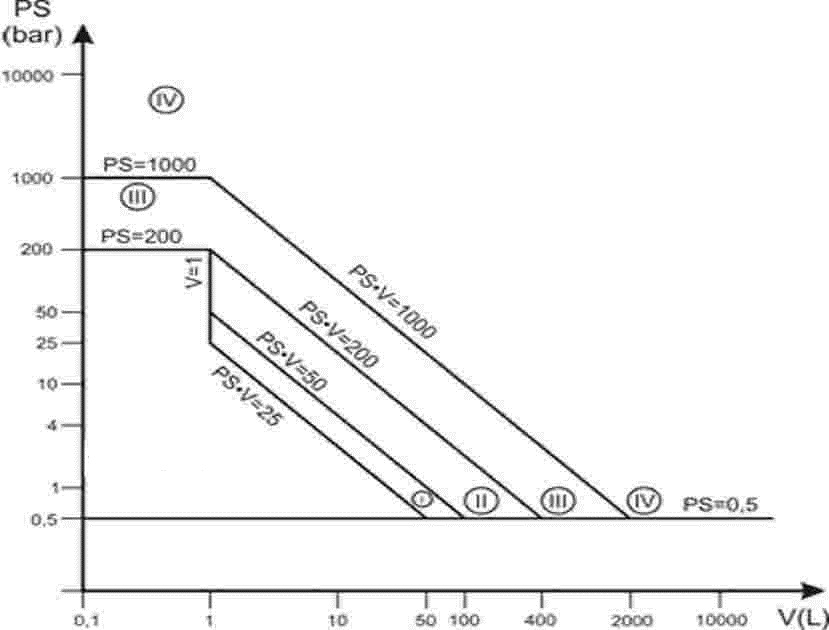 PS
(bar)
10000
IV
PS=1000
1000
III
PS=200
200
V=1
PS•V=1000
50
PS•V=200
25
PS•V=50
10
PS•V=25
4
1
I
II
III
IV
PS=0,5
0,5
0,1
1
10
50
100
400
2000
10000
V(L)